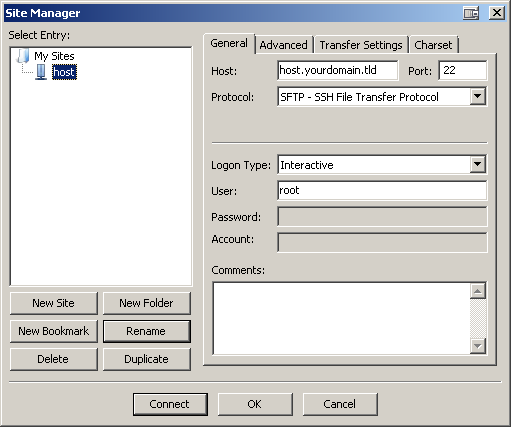 Site Manager
Select Entry:
My Sites
host
New Site New Folder
New Bookmark Rename
Delete Duplicate
General Advanced Transfer Settings Charset
Host: host.yourdomain.tld Port: 22
Protocol: SFTP - SSH File Transfer Protocol
Logon Type: Interactive
User: root
Password:
Account:
Comments:
Connect OK Cancel